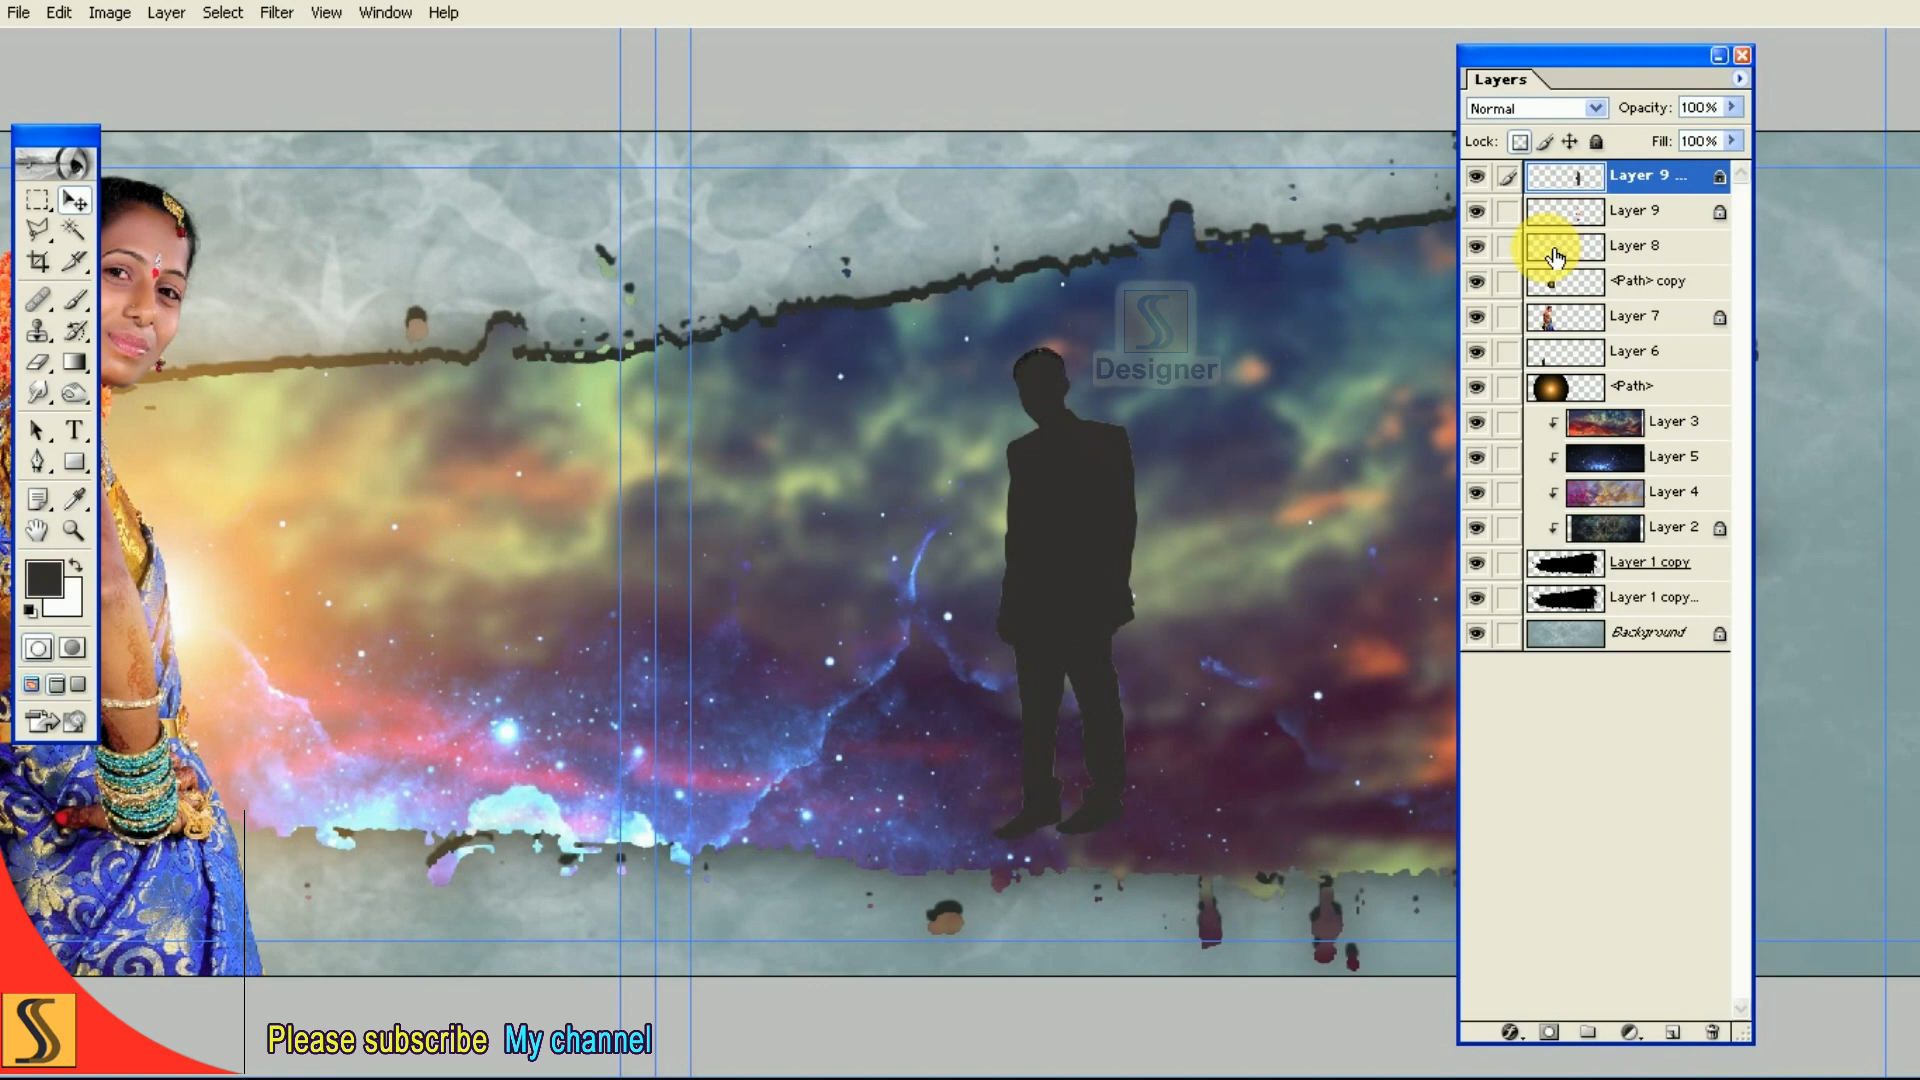 File Edit Image Layer Select Filter View Window Help
Layers
Normal Opacity: 100%
Lock: Fill: 100%
Layer 9 ...
Layer 9
Layer 8
<Path> copy
Layer 7
Layer 6
<Path>
Layer 3
Layer 5
Layer 4
Layer 2
Layer 1 copy
Layer 1 copy...
Background
T
S
Designer
S
Please subscribe My channel